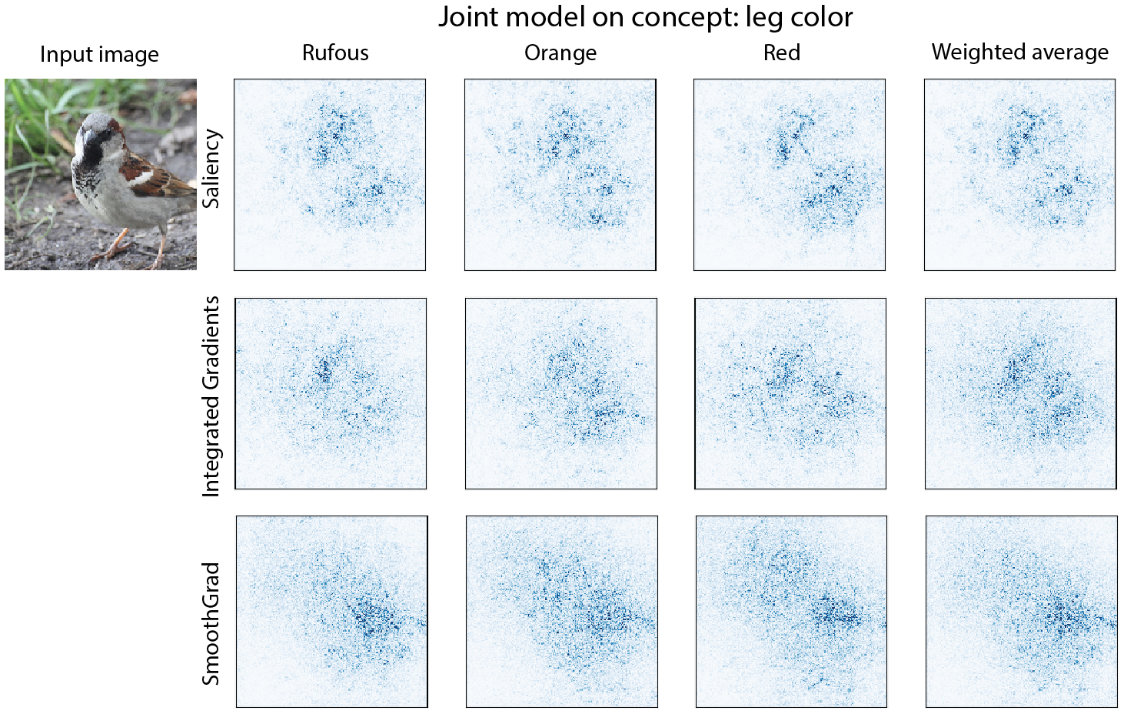 Joint model on concept: leg color
Input image
Rufous
Orange
Red
Weighted average
Saliency
Integrated Gradients
SmoothGrad